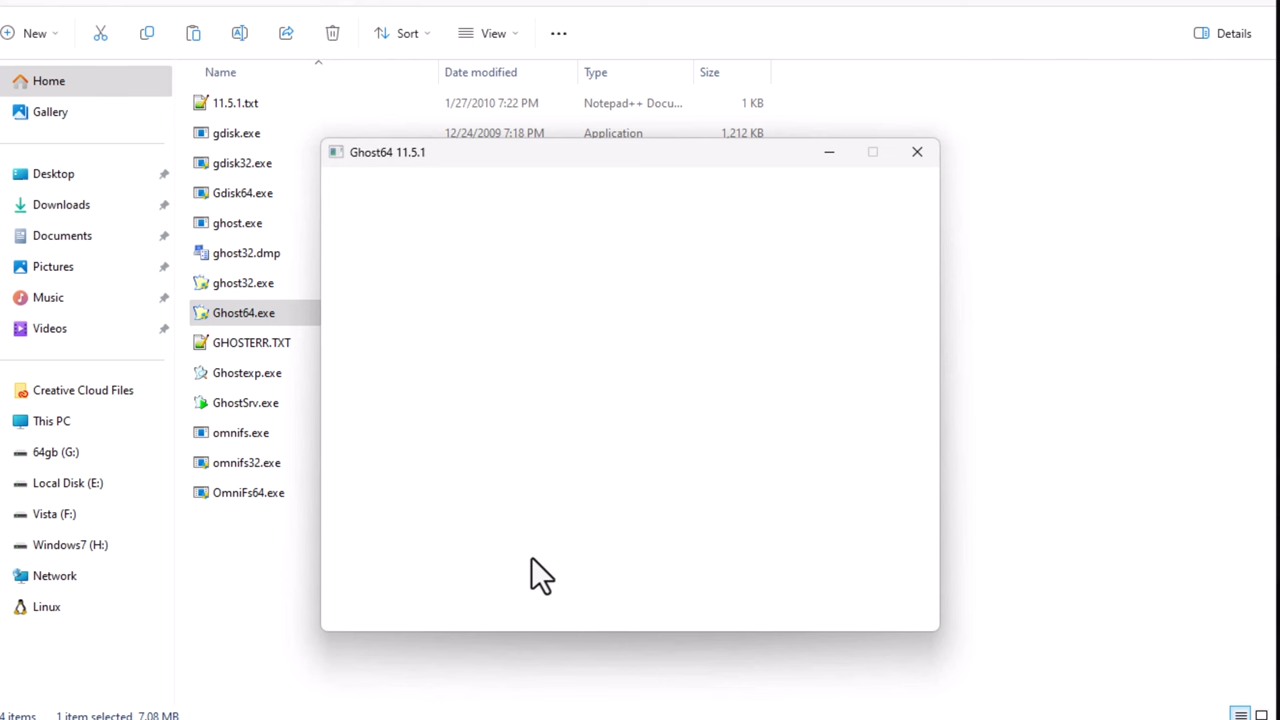 New
Sort
View
Details
Home
Gallery
Desktop
Downloads
Documents
Pictures
Music
Videos
Creative Cloud Files
This PC
64gb (G:)
Local Disk (E:)
Vista (F:)
Windows7 (H:)
Network
Linux
Name Date modified Type Size
11.5.1.txt 1/27/2010 7:22 PM Notepad++ Docu... 1 KB
gdisk.exe 12/24/2009 7:18 PM Application 1,212 KB
gdisk32.exe
Gdisk64.exe
ghost.exe
ghost32.dmp
ghost32.exe
Ghost64.exe
GHOSTERR.TXT
Ghostexp.exe
GhostSrv.exe
omnifs.exe
omnifs32.exe
OmniFs64.exe
Ghost64 11.5.1
4 items 1 item selected 7.08 MB